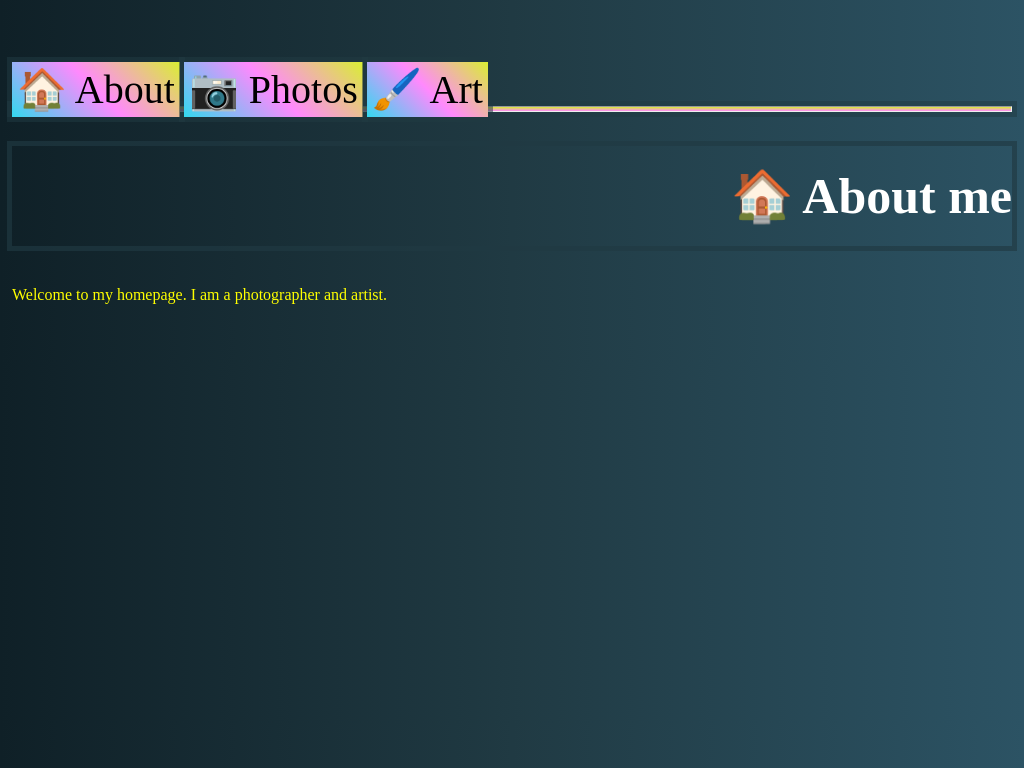 🏠 About 📷 Photos 🖌️ Art
🏠 About me
Welcome to my homepage. I am a photographer and artist.